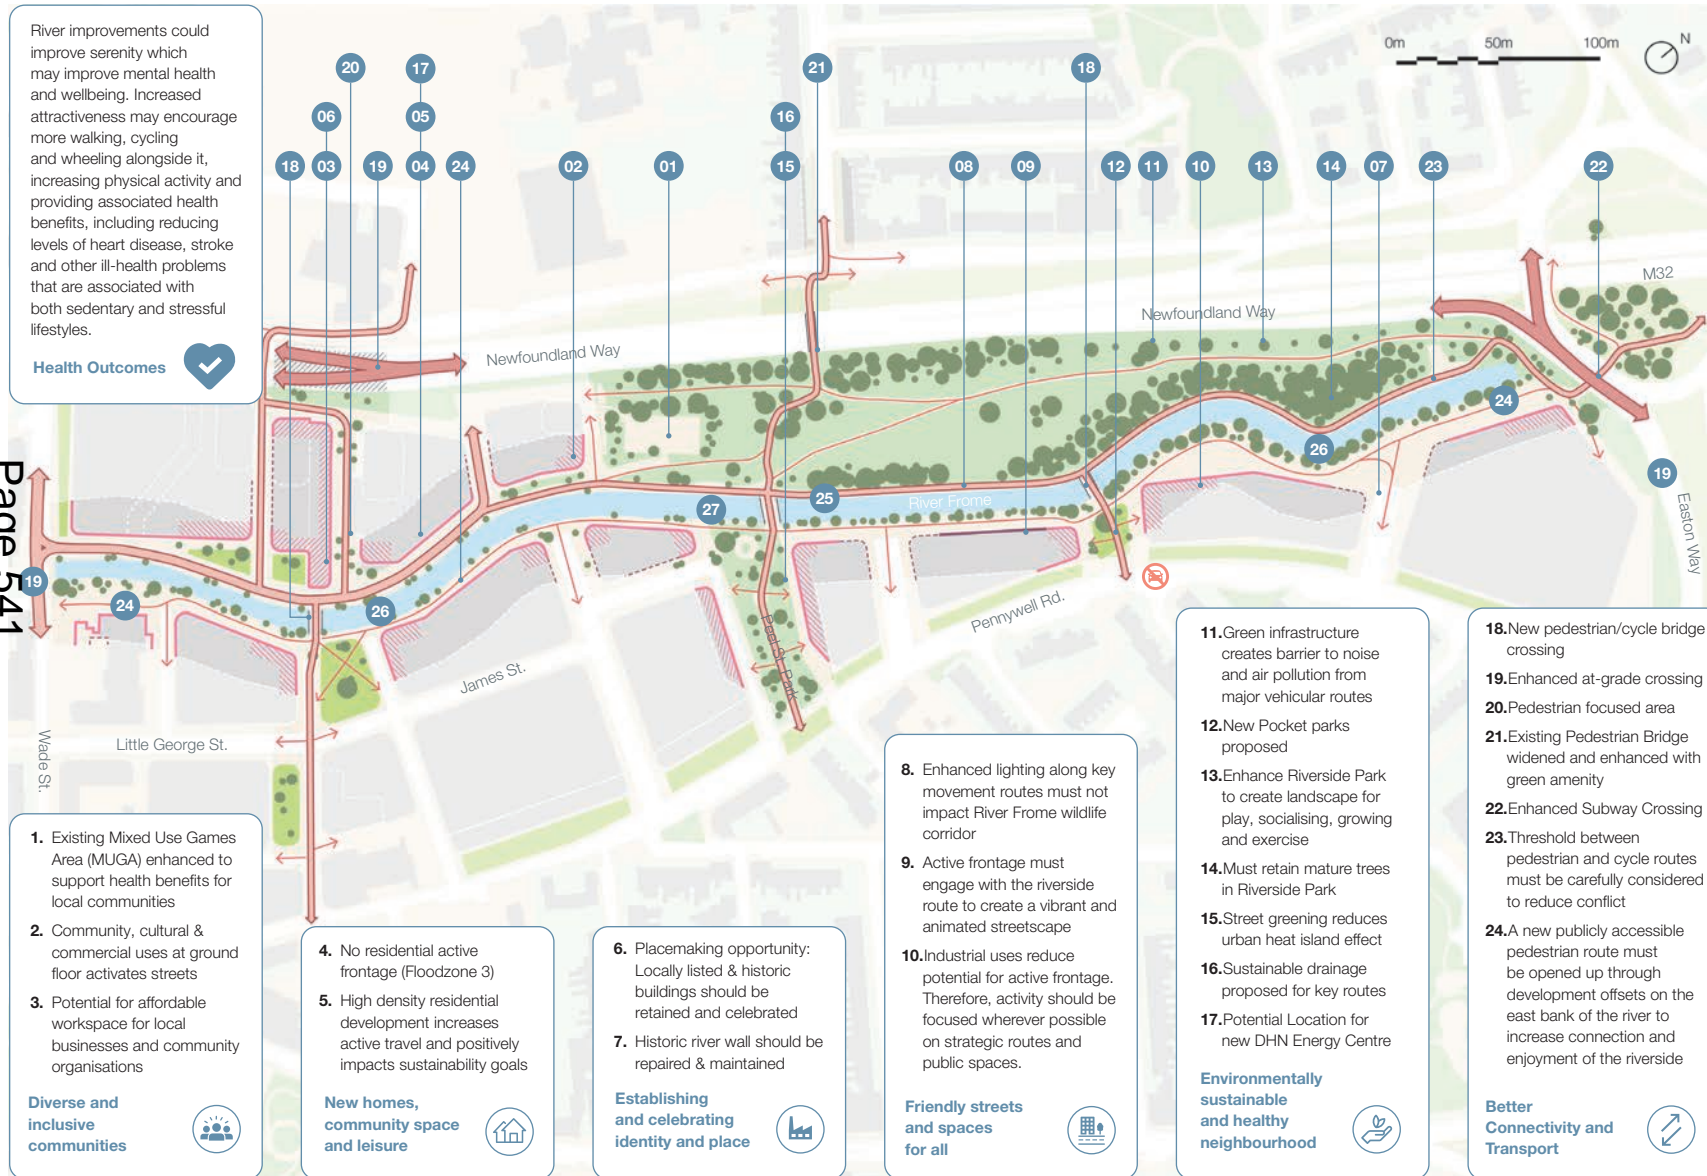 River improvements could
improve serenity which
may improve mental health
and wellbeing. Increased
attractiveness may encourage
more walking, cycling
and wheeling alongside it,
increasing physical activity and
providing associated health
benefits, including reducing
levels of heart disease, stroke
and other ill-health problems
that are associated with
both sedentary and stressful
lifestyles.
Health Outcomes
0m 50m 100m N
20 17 21 18
06 05 16
18 03 19 04 24 02 01 15 08 09 12 11 10 13 14 07 23 22
M32
Newfoundland Way
Newfoundland Way
24
26
19
Easton Way
25
27
River Frome
Page 541
19
24
26
Pennywell Rd.
Peel St. Park
James St.
Little George St.
Wade St.
1. Existing Mixed Use Games
Area (MUGA) enhanced to
support health benefits for
local communities
2. Community, cultural &
commercial uses at ground
floor activates streets
3. Potential for affordable
workspace for local
businesses and community
organisations
Diverse and
inclusive
communities
4. No residential active
frontage (Floodzone 3)
5. High density residential
development increases
active travel and positively
impacts sustainability goals
New homes,
community space
and leisure
6. Placemaking opportunity:
Locally listed & historic
buildings should be
retained and celebrated
7. Historic river wall should be
repaired & maintained
Establishing
and celebrating
identity and place
8. Enhanced lighting along key
movement routes must not
impact River Frome wildlife
corridor
9. Active frontage must
engage with the riverside
route to create a vibrant and
animated streetscape
10.Industrial uses reduce
potential for active frontage.
Therefore, activity should be
focused wherever possible
on strategic routes and
public spaces.
Friendly streets
and spaces
for all
11.Green infrastructure
creates barrier to noise
and air pollution from
major vehicular routes
12.New Pocket parks
proposed
13.Enhance Riverside Park
to create landscape for
play, socialising, growing
and exercise
14.Must retain mature trees
in Riverside Park
15.Street greening reduces
urban heat island effect
16.Sustainable drainage
proposed for key routes
17.Potential Location for
new DHN Energy Centre
Environmentally
sustainable
and healthy
neighbourhood
18.New pedestrian/cycle bridge
crossing
19.Enhanced at-grade crossing
20.Pedestrian focused area
21.Existing Pedestrian Bridge
widened and enhanced with
green amenity
22.Enhanced Subway Crossing
23.Threshold between
pedestrian and cycle routes
must be carefully considered
to reduce conflict
24.A new publicly accessible
pedestrian route must
be opened up through
development offsets on the
east bank of the river to
increase connection and
enjoyment of the riverside
Better
Connectivity and
Transport